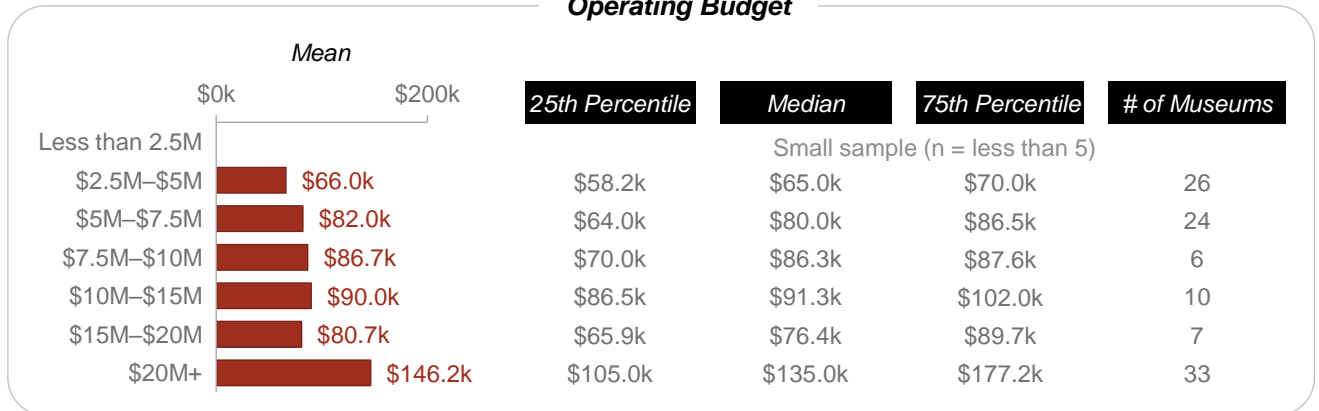 Operating Budget
Mean
$0k $200k 25th Percentile Median 75th Percentile # of Museums
Less than 2.5M Small sample (n = less than 5)
$2.5M–$5M $66.0k $58.2k $65.0k $70.0k 26
$5M–$7.5M $82.0k $64.0k $80.0k $86.5k 24
$7.5M–$10M $86.7k $70.0k $86.3k $87.6k 6
$10M–$15M $90.0k $86.5k $91.3k $102.0k 10
$15M–$20M $80.7k $65.9k $76.4k $89.7k 7
$20M+ $146.2k $105.0k $135.0k $177.2k 33